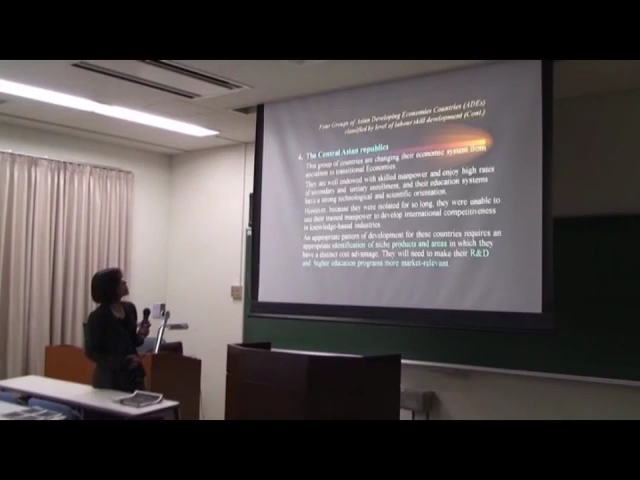 Four Groups of Asian Developing Economies Countries (ADEs)
classified by level of labour skill development (Cont.)
4. The Central Asian republics
This group of countries are changing their economic system from
socialism to transitional Economies.
They are well endowed with skilled manpower and enjoy high rates
of secondary and tertiary enrollment, and their education systems
have a strong technological and scientific orientation.
However, because they were isolated for so long, they were unable to
use their trained manpower to develop international competitiveness
in knowledge-based industries.
An appropriate pattern of development for these countries requires an
appropriate identification of niche products and areas in which they
have a distinct cost advantage. They will need to make their R&D
and higher education programs more market-relevant.